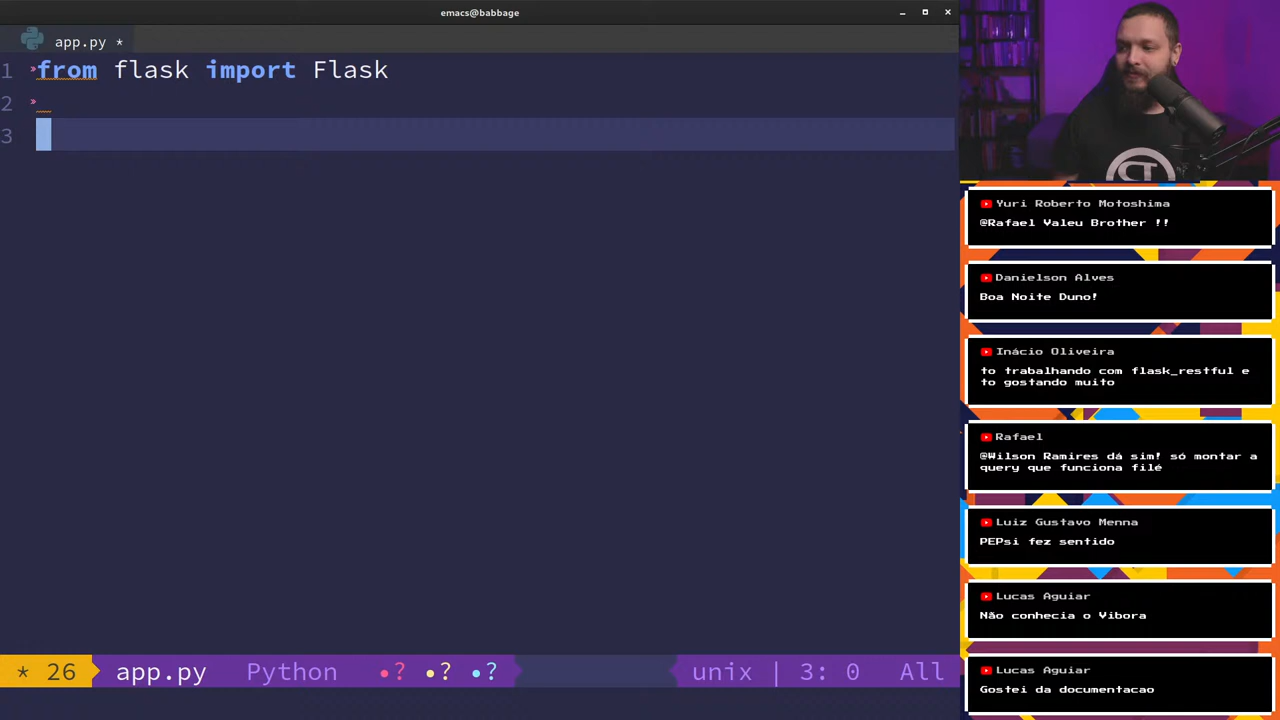 emacs@babbage
app.py *
1 from flask import Flask
2
3
* 26 app.py Python •? •? •? unix | 3: 0 All
Yuri Roberto Motoshima
@Rafael Valeu Brother !!
Danielson Alves
Boa Noite Duno!
Inácio Oliveira
to trabalhando com flask_restful e
to gostando muito
Rafael
@Wilson Ramires dá sim! só montar a
query que funciona filé
Luiz Gustavo Menna
PEPsi fez sentido
Lucas Aguiar
Não conhecia o Vibora
Lucas Aguiar
Gostei da documentacao